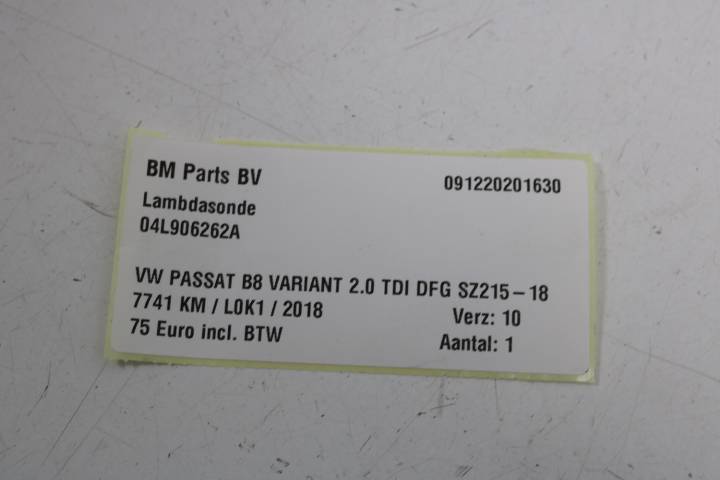 BM Parts BV 091220201630
Lambdasonde
04L906262A
VW PASSAT B8 VARIANT 2.0 TDI DFG SZ215-18
7741 KM / L0K1 / 2018 Verz: 10
75 Euro incl. BTW Aantal: 1